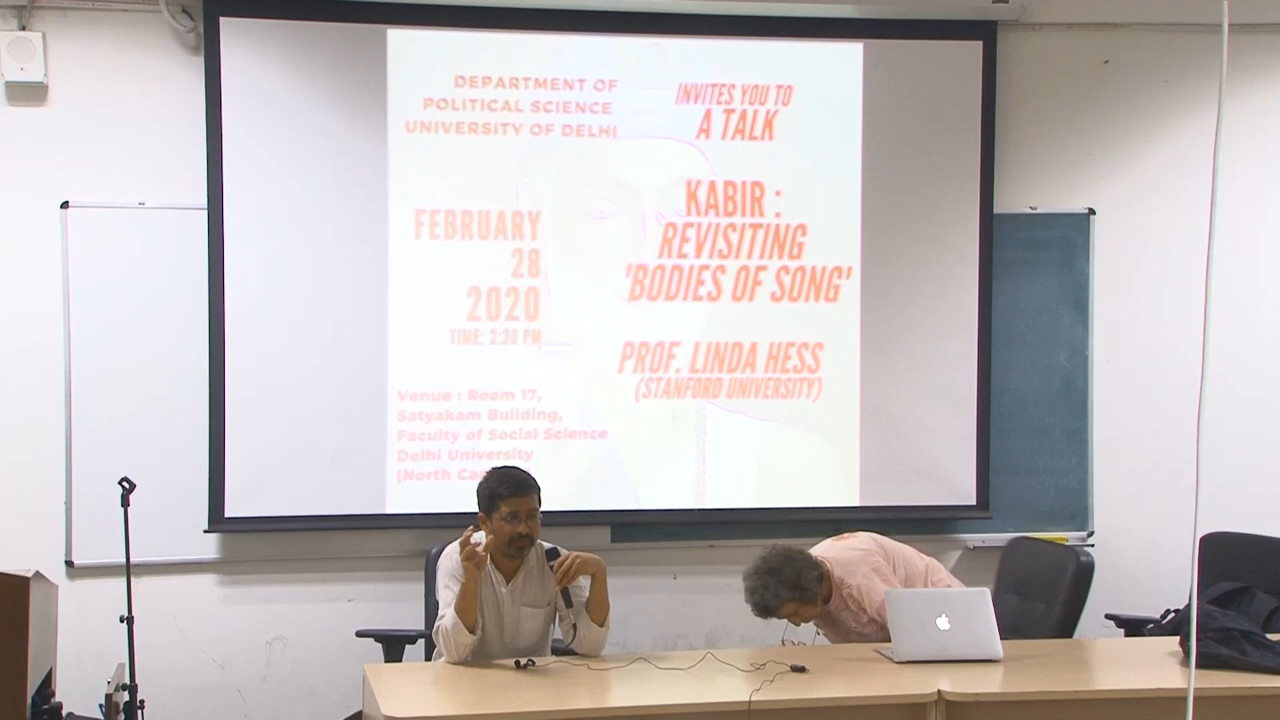 DEPARTMENT OF
POLITICAL SCIENCE
UNIVERSITY OF DELHI
INVITES YOU TO
A TALK
KABIR :
REVISITING
'BODIES OF SONG'
FEBRUARY
28
2020
TIME: 2:30 PM
PROF. LINDA HESS
(STANFORD UNIVERSITY)
Venue : Room 17,
Satyakam Building,
Faculty of Social Science
Delhi University
(North